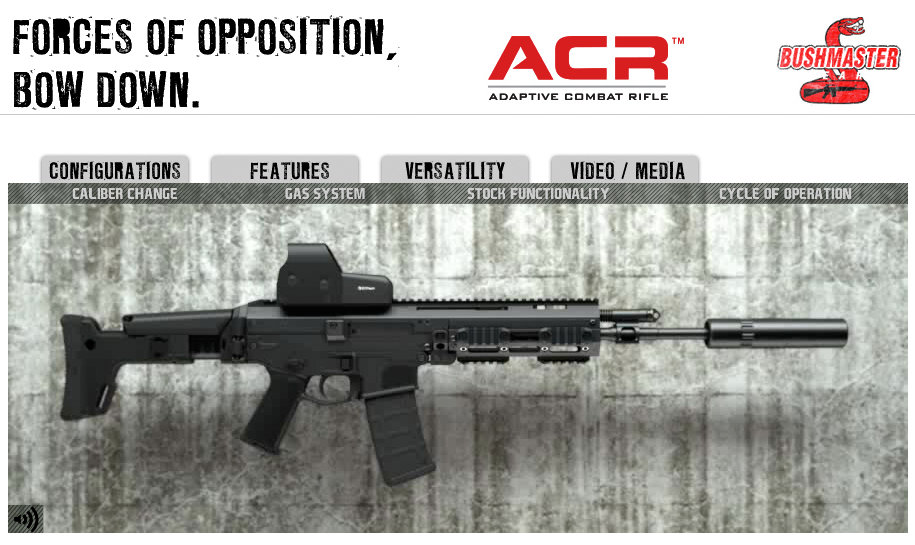 FORCES OF OPPOSITION,
BOW DOWN.
ACR™
ADAPTIVE COMBAT RIFLE
BUSHMASTER
CONFIGURATIONS FEATURES VERSATILITY VIDEO / MEDIA
CALIBER CHANGE GAS SYSTEM STOCK FUNCTIONALITY CYCLE OF OPERATION